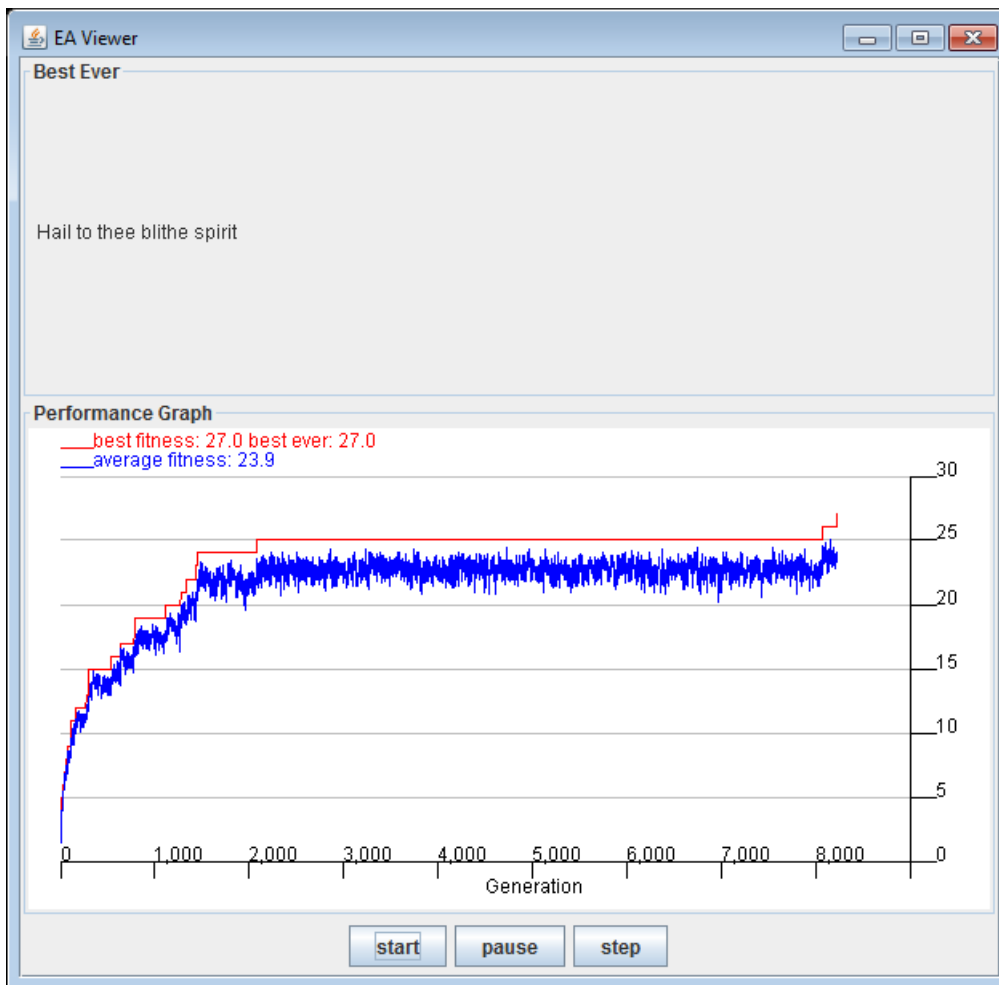 EA Viewer
Best Ever
Hail to thee blithe spirit
Performance Graph
best fitness: 27.0 best ever: 27.0
average fitness: 23.9
30
25
20
15
10
5
0 1,000 2,000 3,000 4,000 5,000 6,000 7,000 8,000 0
Generation
start pause step